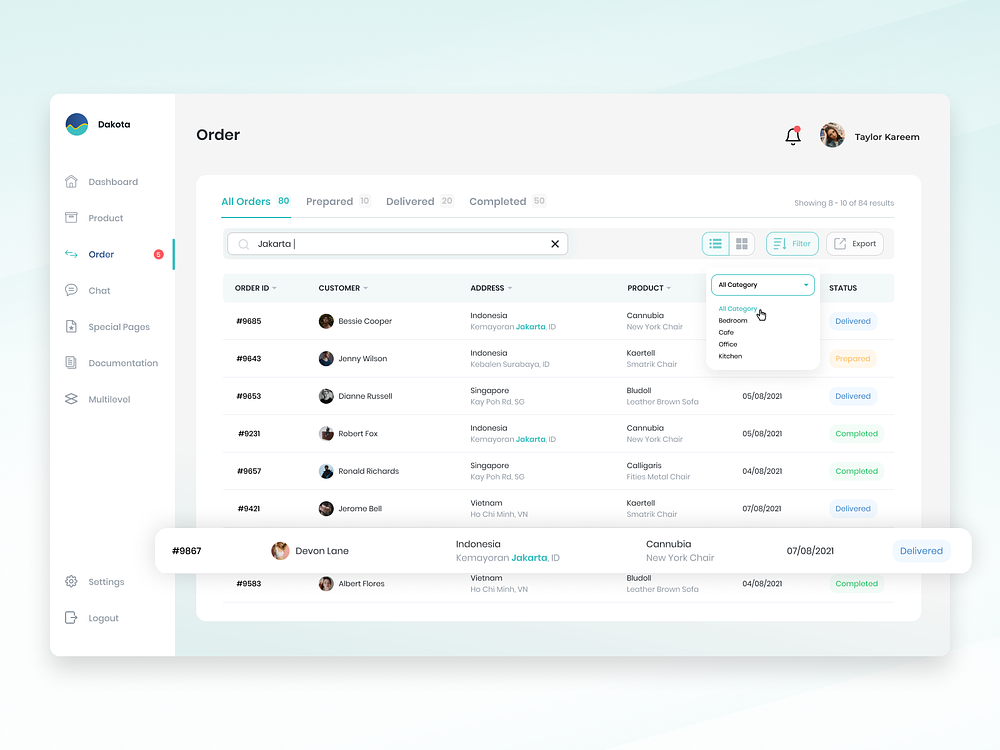 Dakota
Order
Taylor Kareem
Dashboard
Product
Order 5
Chat
Special Pages
Documentation
Multilevel
Settings
Logout
All Orders 80 Prepared 10 Delivered 20 Completed 50
Showing 8 - 10 of 84 results
Jakarta
Filter
Export
ORDER ID CUSTOMER ADDRESS PRODUCT STATUS
All Category
All Category
Bedroom
Cafe
Office
Kitchen
#9685 Bessie Cooper Indonesia Cannubia Delivered
Kemayoran Jakarta, ID New York Chair
#9643 Jenny Wilson Indonesia Kaertell Prepared
Kebalen Surabaya, ID Smatrik Chair
#9653 Dianne Russell Singapore Bludoll 05/08/2021 Delivered
Kay Poh Rd, SG Leather Brown Sofa
#9231 Robert Fox Indonesia Cannubia 05/08/2021 Completed
Kemayoran Jakarta, ID New York Chair
#9657 Ronald Richards Singapore Calligaris 04/08/2021 Completed
Kay Poh Rd, SG Fities Metal Chair
#9421 Jerome Bell Vietnam Kaertell 07/08/2021 Delivered
Ho Chi Minh, VN Smatrik Chair
#9867 Devon Lane Indonesia Cannubia 07/08/2021 Delivered
Kemayoran Jakarta, ID New York Chair
#9583 Albert Flores Vietnam Bludoll 04/08/2021 Completed
Ho Chi Minh, VN Leather Brown Sofa